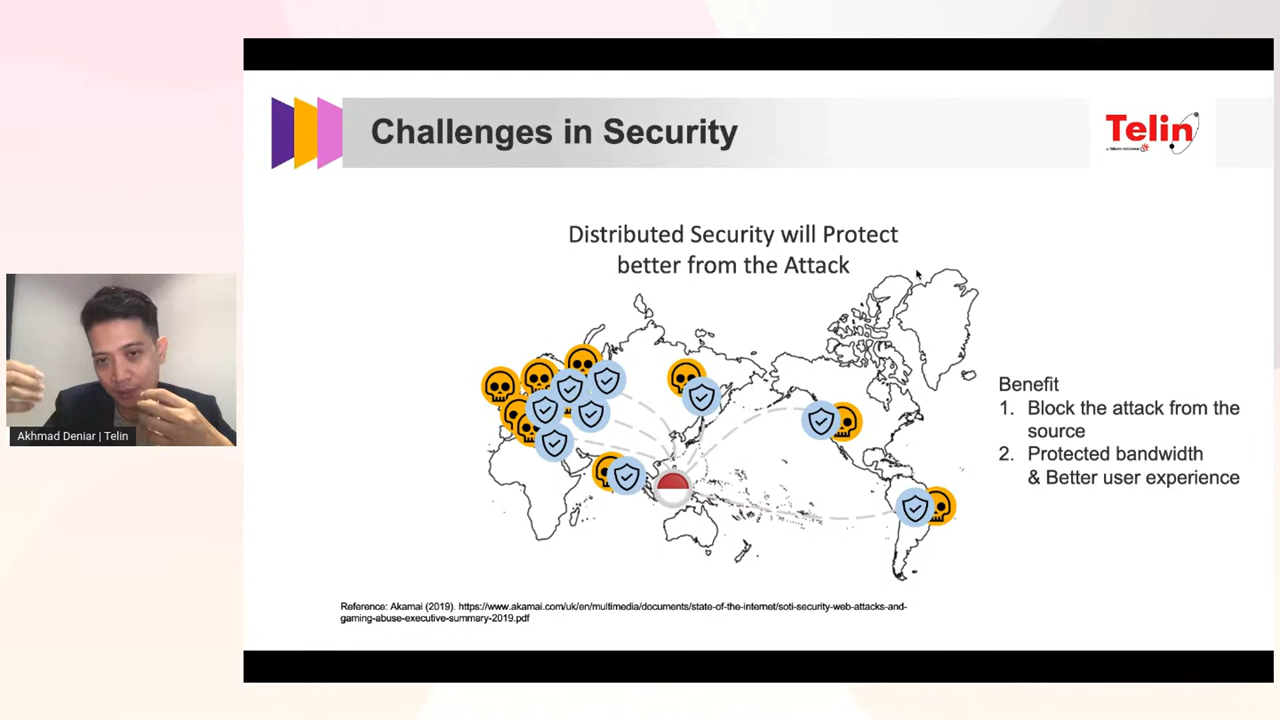 Challenges in Security
Telin
Distributed Security will Protect
better from the Attack
Benefit
1. Block the attack from the
source
2. Protected bandwidth
& Better user experience
Akhmad Deniar | Telin
Reference: Akamai (2019). https://www.akamai.com/uk/en/multimedia/documents/state-of-the-internet/soti-security-web-attacks-and-
gaming-abuse-executive-summary-2019.pdf